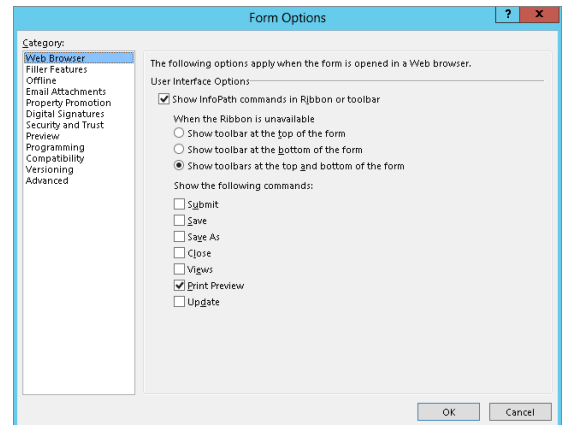 Form Options
?
x
Category:
Web Browser
Filler Features
Offline
Email Attachments
Property Promotion
Digital Signatures
Security and Trust
Preview
Programming
Compatibility
Versioning
Advanced
The following options apply when the form is opened in a Web browser.
User Interface Options
Show InfoPath commands in Ribbon or toolbar
When the Ribbon is unavailable
Show toolbar at the top of the form
Show toolbar at the bottom of the form
Show toolbars at the top and bottom of the form
Show the following commands:
Submit
Save
Save As
Close
Views
Print Preview
Update
OK
Cancel